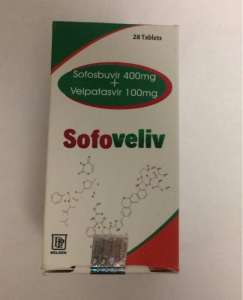 28 Tablets
Sofosbuvir 400mg
+
Velpatasvir 100mg
Sofoveliv